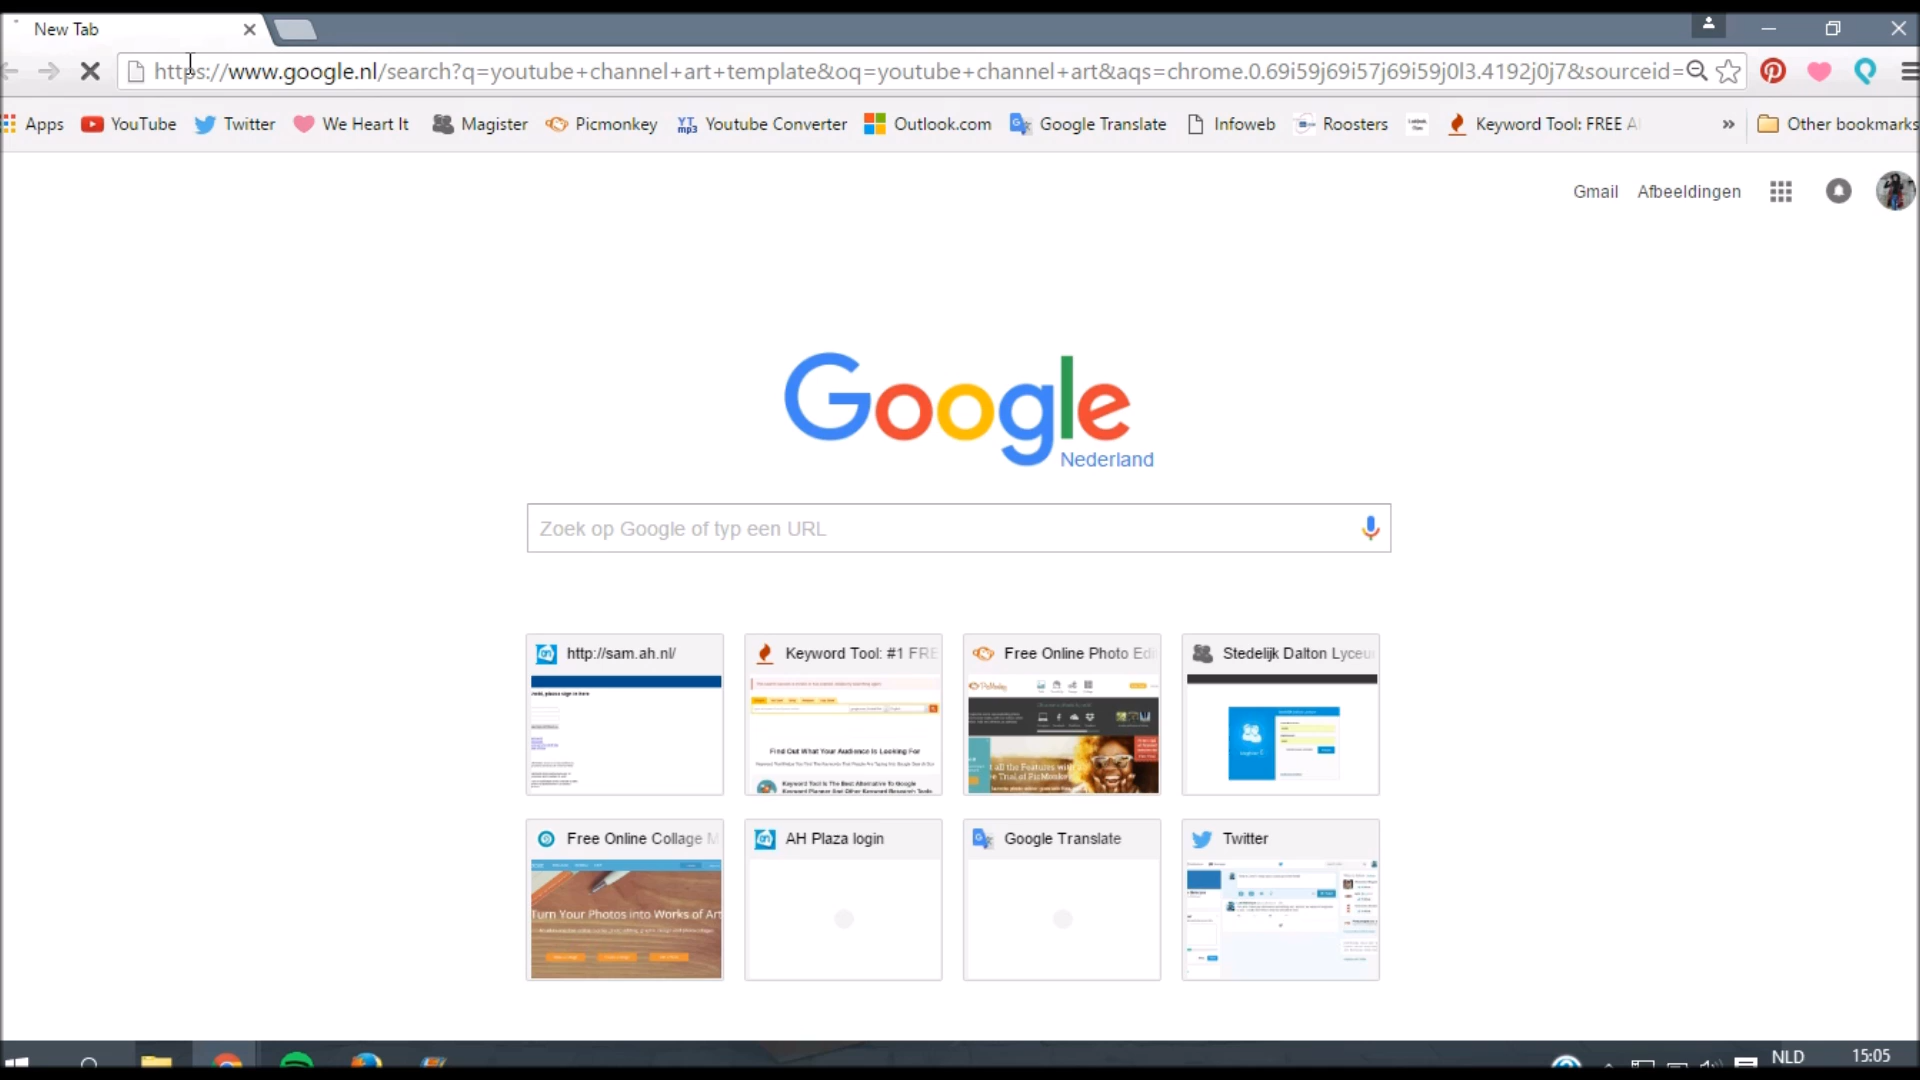 New Tab
https://www.google.nl/search?q=youtube+channel+art+template&oq=youtube+channel+art&aqs=chrome.0.69i59j69i57j69i59j0l3.4192j0j7&sourceid=
Apps YouTube Twitter We Heart It Magister Picmonkey Youtube Converter Outlook.com Google Translate Infoweb Roosters Keyword Tool: FREE A » Other bookmarks
Gmail Afbeeldingen
Google
Nederland
Zoek op Google of typ een URL
http://sam.ah.nl/ Keyword Tool: #1 FRE Free Online Photo Edi Stedelijk Dalton Lyceu
Find Out What Your Audience Is Looking For
Free Online Collage M AH Plaza login Google Translate Twitter
Turn Your Photos into Works of Art
NLD 15:05